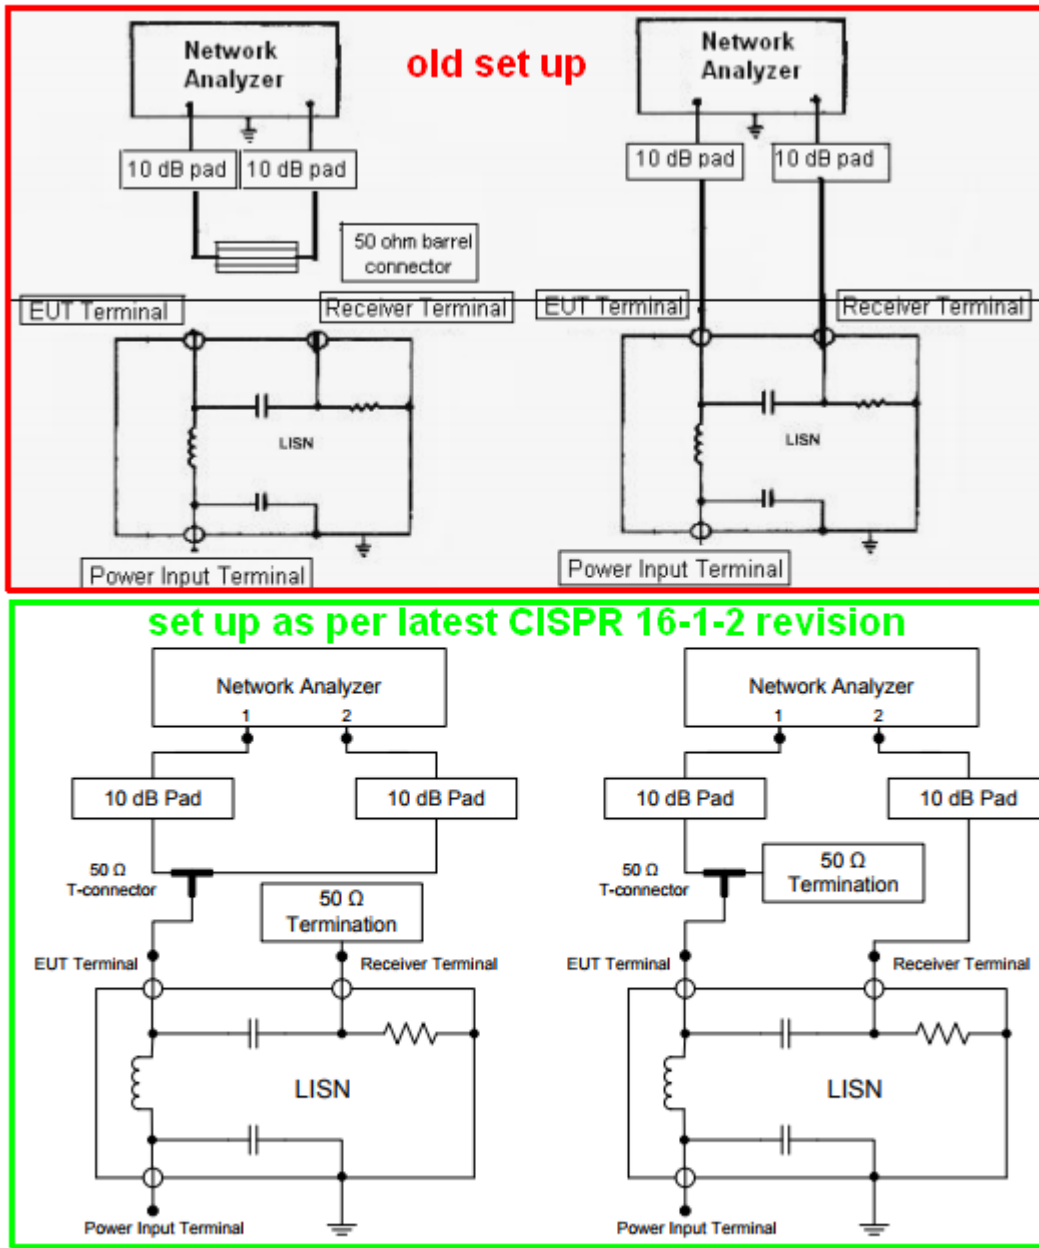 old set up
Network
Analyzer
10 dB pad
10 dB pad
50 ohm barrel
connector
EUT Terminal
Receiver Terminal
LISN
Power Input Terminal
Network
Analyzer
10 dB pad
10 dB pad
EUT Terminal
Receiver Terminal
LISN
Power Input Terminal
set up as per latest CISPR 16-1-2 revision
Network Analyzer
1
2
10 dB Pad
10 dB Pad
50 Ω
T-connector
50 Ω
Termination
EUT Terminal
Receiver Terminal
LISN
Power Input Terminal
Network Analyzer
1
2
10 dB Pad
10 dB Pad
50 Ω
T-connector
50 Ω
Termination
EUT Terminal
Receiver Terminal
LISN
Power Input Terminal